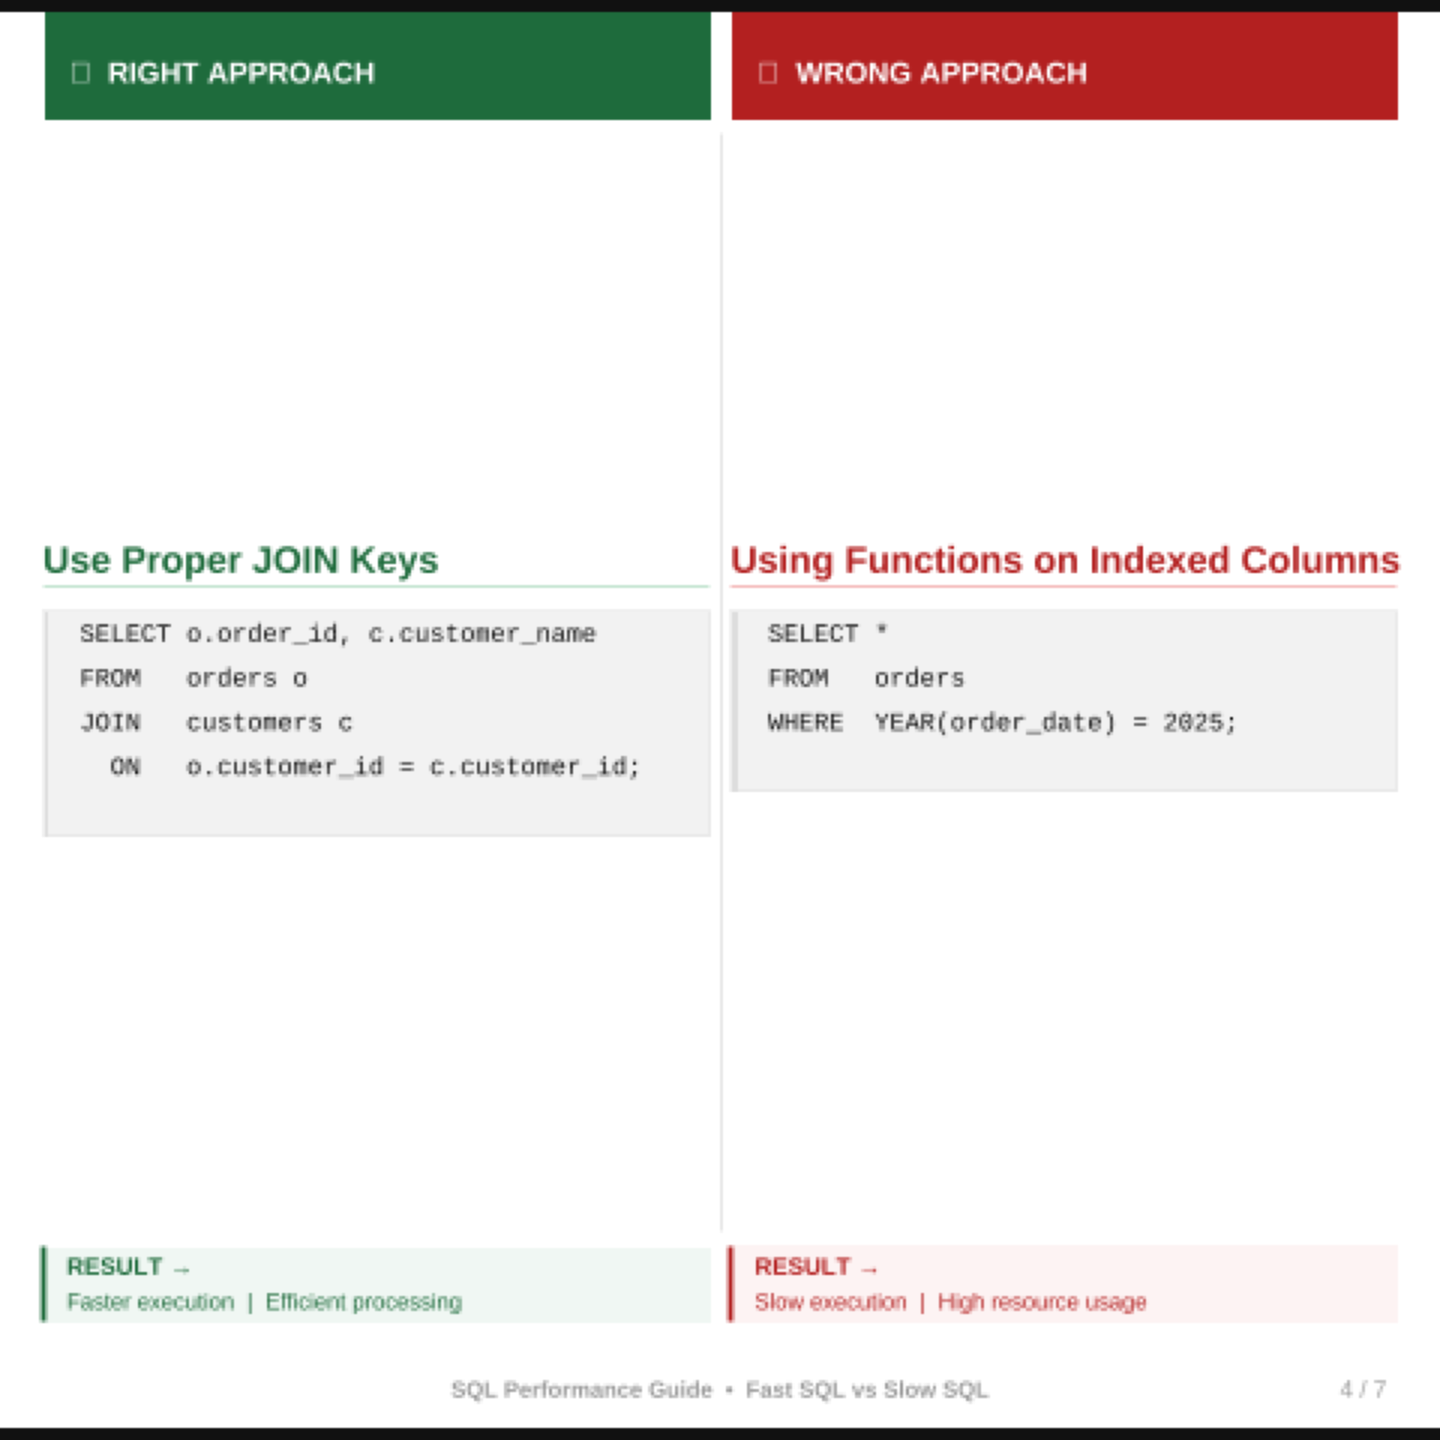 RIGHT APPROACH
WRONG APPROACH
Use Proper JOIN Keys
SELECT o.order_id, c.customer_name
FROM   orders o
JOIN   customers c
  ON   o.customer_id = c.customer_id;
Using Functions on Indexed Columns
SELECT *
FROM   orders
WHERE  YEAR(order_date) = 2025;
RESULT →
Faster execution | Efficient processing
RESULT →
Slow execution | High resource usage
SQL Performance Guide • Fast SQL vs Slow SQL
4 / 7